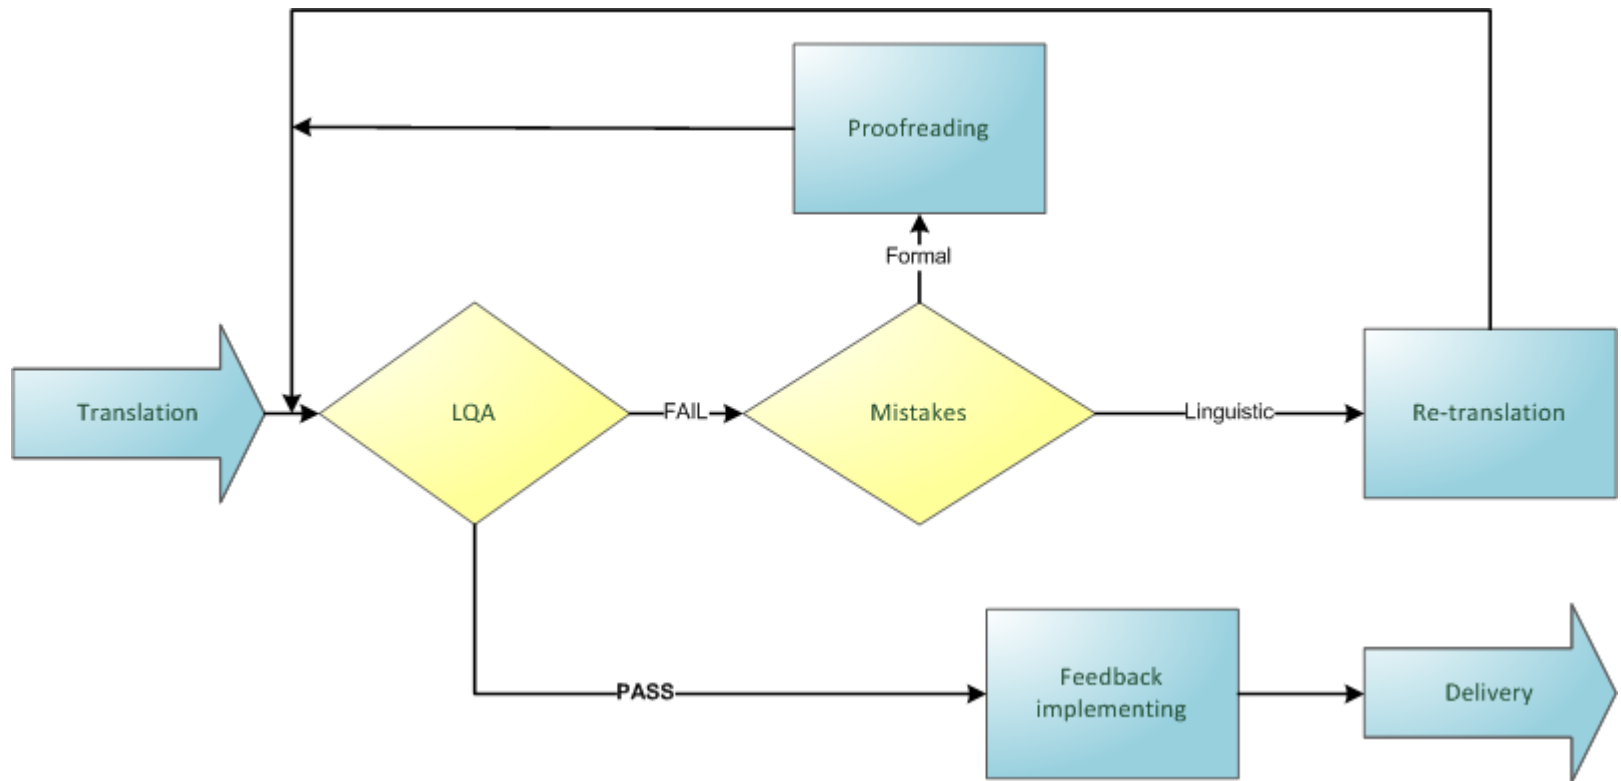 Proofreading
Formal
Translation
LQA
FAIL
Mistakes
Linguistic
Re-translation
PASS
Feedback
implementing
Delivery